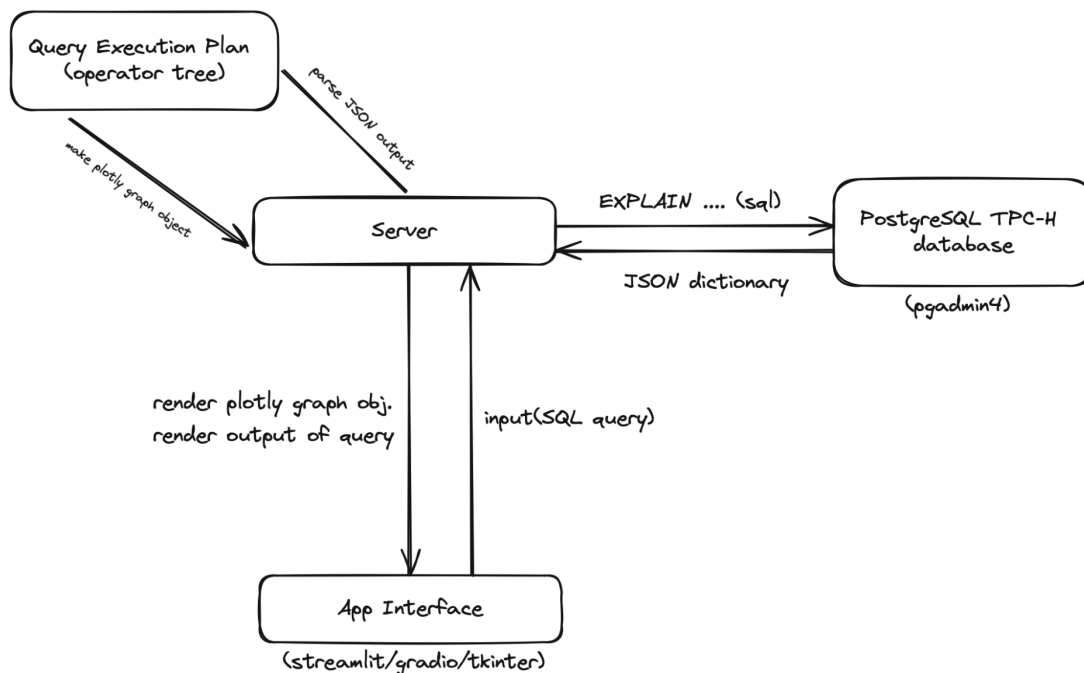 Query Execution Plan
(operator tree)
parse JSON output
make plotly graph object
Server
EXPLAIN .... (sql)
JSON dictionary
PostgreSQL TPC-H
database
(pgadmin4)
render plotly graph obj.
render output of query
input(SQL query)
App Interface
(streamlit/gradio/tkinter)